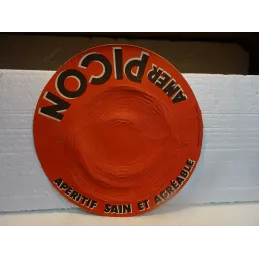 AMER PICON
APÉRITIF SAIN ET AGRÉABLE